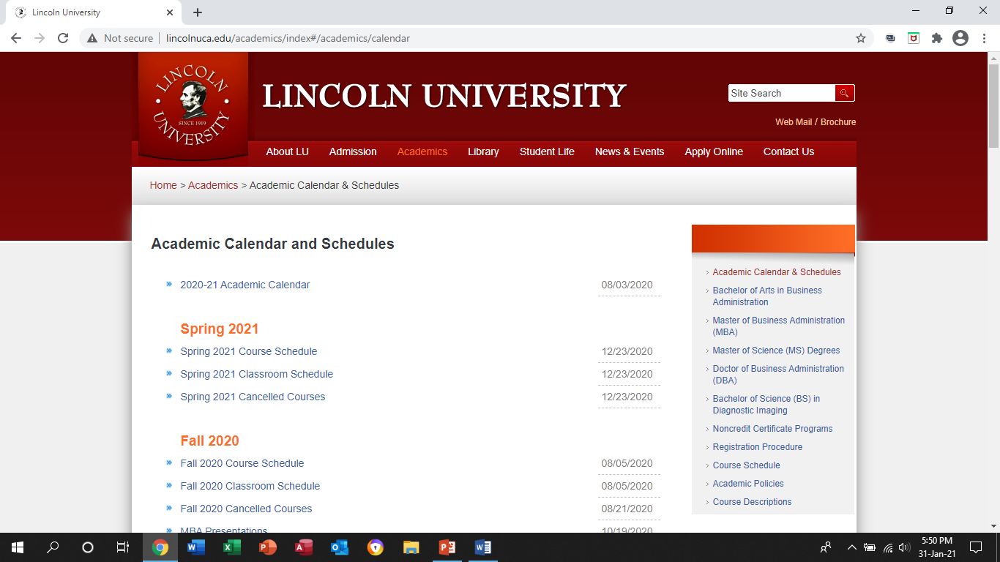 Lincoln University
Not secure
lincolnuca.edu/academics/index#/academics/calendar
LINCOLN UNIVERSITY
SINCE 1919
LINCOLN UNIVERSITY
Site Search
Web Mail / Brochure
About LU Admission Academics Library Student Life News & Events Apply Online Contact Us
Home > Academics > Academic Calendar & Schedules
Academic Calendar and Schedules
2020-21 Academic Calendar 08/03/2020
Spring 2021
Spring 2021 Course Schedule 12/23/2020
Spring 2021 Classroom Schedule 12/23/2020
Spring 2021 Cancelled Courses 12/23/2020
Fall 2020
Fall 2020 Course Schedule 08/05/2020
Fall 2020 Classroom Schedule 08/05/2020
Fall 2020 Cancelled Courses 08/21/2020
MBA Presentations 10/19/2020
Academic Calendar & Schedules
Bachelor of Arts in Business
Administration
Master of Business Administration
(MBA)
Master of Science (MS) Degrees
Doctor of Business Administration
(DBA)
Bachelor of Science (BS) in
Diagnostic Imaging
Noncredit Certificate Programs
Registration Procedure
Course Schedule
Academic Policies
Course Descriptions
5:50 PM
31-Jan-21